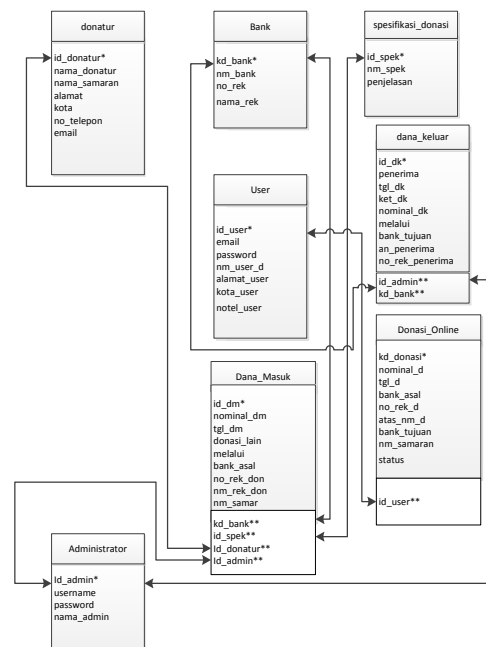 donatur
id_donatur*
nama_donatur
nama_samaran
alamat
kota
no_telepon
email
Bank
kd_bank*
nm_bank
no_rek
nama_rek
spesifikasi_donasi
id_spek*
nm_spek
penjelasan
dana_keluar
id_dk*
penerima
tgl_dk
ket_dk
nominal_dk
melalui
bank_tujuan
an_penerima
no_rek_penerima
id_admin**
kd_bank**
User
id_user*
email
password
nm_user_d
alamat_user
kota_user
notel_user
Donasi_Online
kd_donasi*
nominal_d
tgl_d
bank_asal
no_rek_d
atas_nm_d
bank_tujuan
nm_samaran
status
id_user**
Dana_Masuk
id_dm*
nominal_dm
tgl_dm
donasi_lain
melalui
bank_asal
no_rek_don
nm_rek_don
nm_samar
kd_bank**
id_spek**
Id_donatur**
Id_admin**
Administrator
Id_admin*
username
password
nama_admin